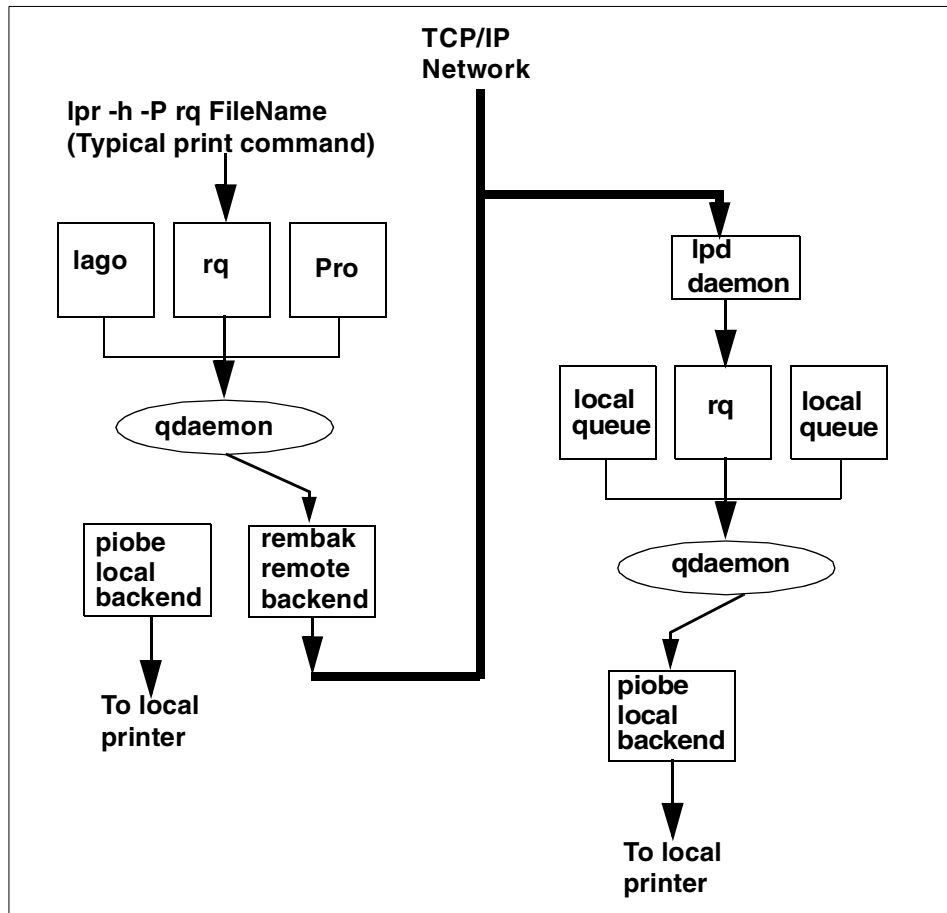 TCP/IP
Network
lpr -h -P rq FileName
(Typical print command)
lago
rq
Pro
qdaemon
piobe
local
backend
rembak
remote
backend
To local
printer
lpd
daemon
local
queue
rq
local
queue
qdaemon
piobe
local
backend
To local
printer